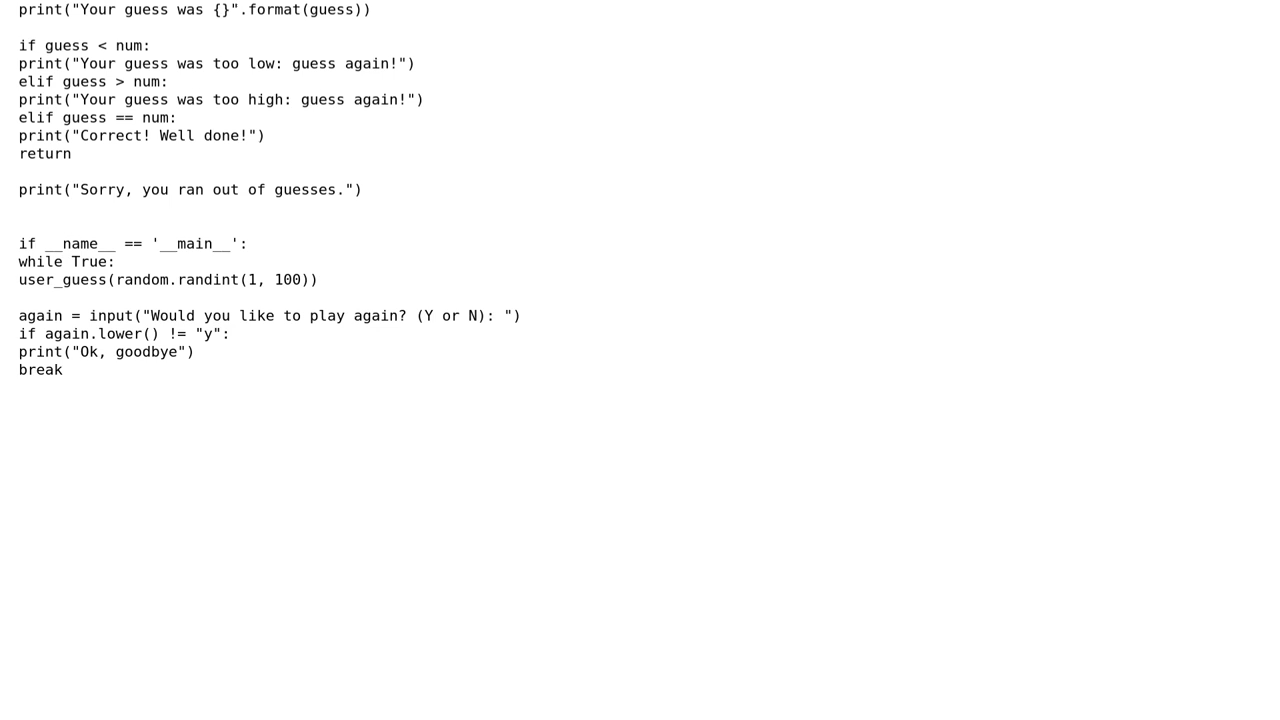 print("Your guess was {}".format(guess))
if guess < num:
print("Your guess was too low: guess again!")
elif guess > num:
print("Your guess was too high: guess again!")
elif guess == num:
print("Correct! Well done!")
return
print("Sorry, you ran out of guesses.")
if __name__ == '__main__':
while True:
user_guess(random.randint(1, 100))
again = input("Would you like to play again? (Y or N): ")
if again.lower() != "y":
print("Ok, goodbye")
break